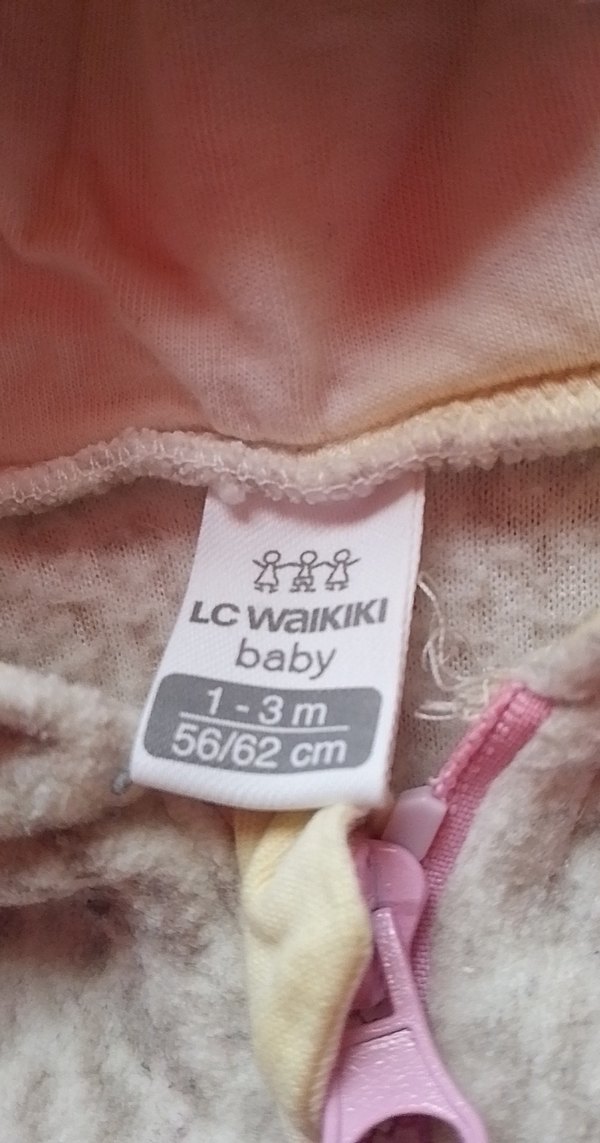 LC WAIKIKI
baby
1 - 3 m
56/62 cm